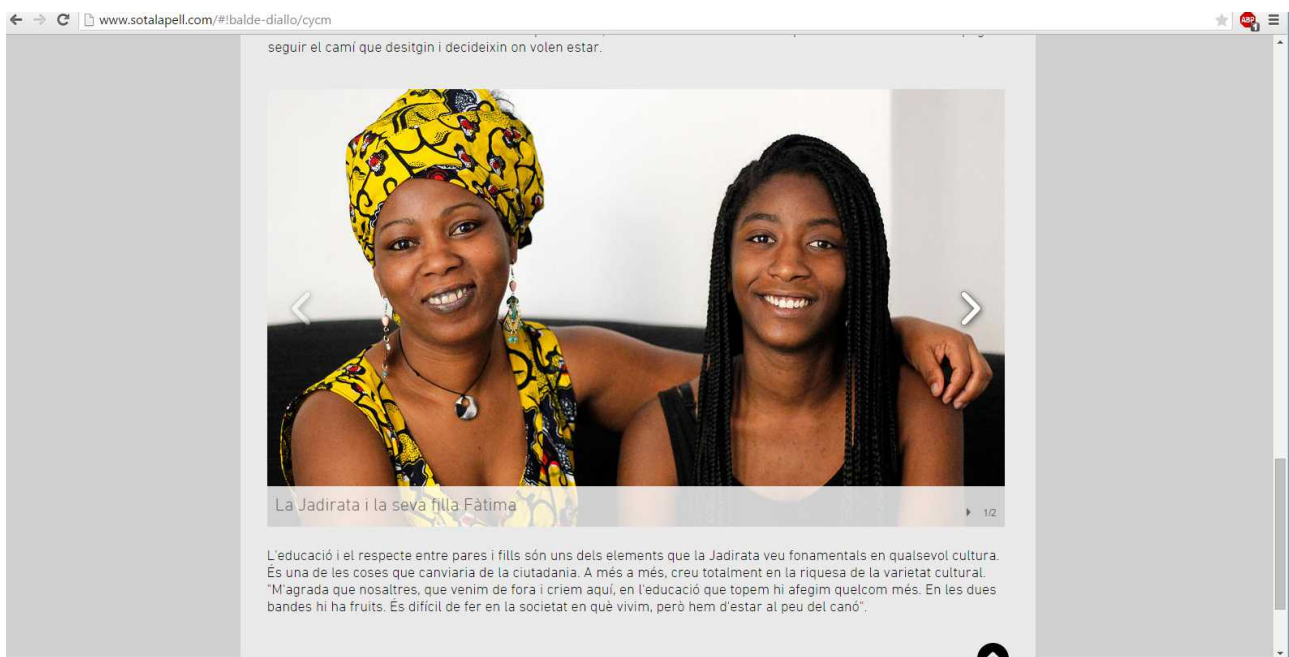 www.sotalapell.com/#!balde-diallo/cycm
ABP
1
seguir el camí que desitgin i decideixin on volen estar.
La Jadirata i la seva filla Fàtima
1/2
L'educació i el respecte entre pares i fills són uns dels elements que la Jadirata veu fonamentals en qualsevol cultura.
És una de les coses que canviaria de la ciutadania. A més a més, creu totalment en la riquesa de la varietat cultural.
"M'agrada que nosaltres, que venim de fora i criem aquí, en l'educació que topem hi afegim quelcom més. En les dues
bandes hi ha fruits. És difícil de fer en la societat en què vivim, però hem d'estar al peu del canó".